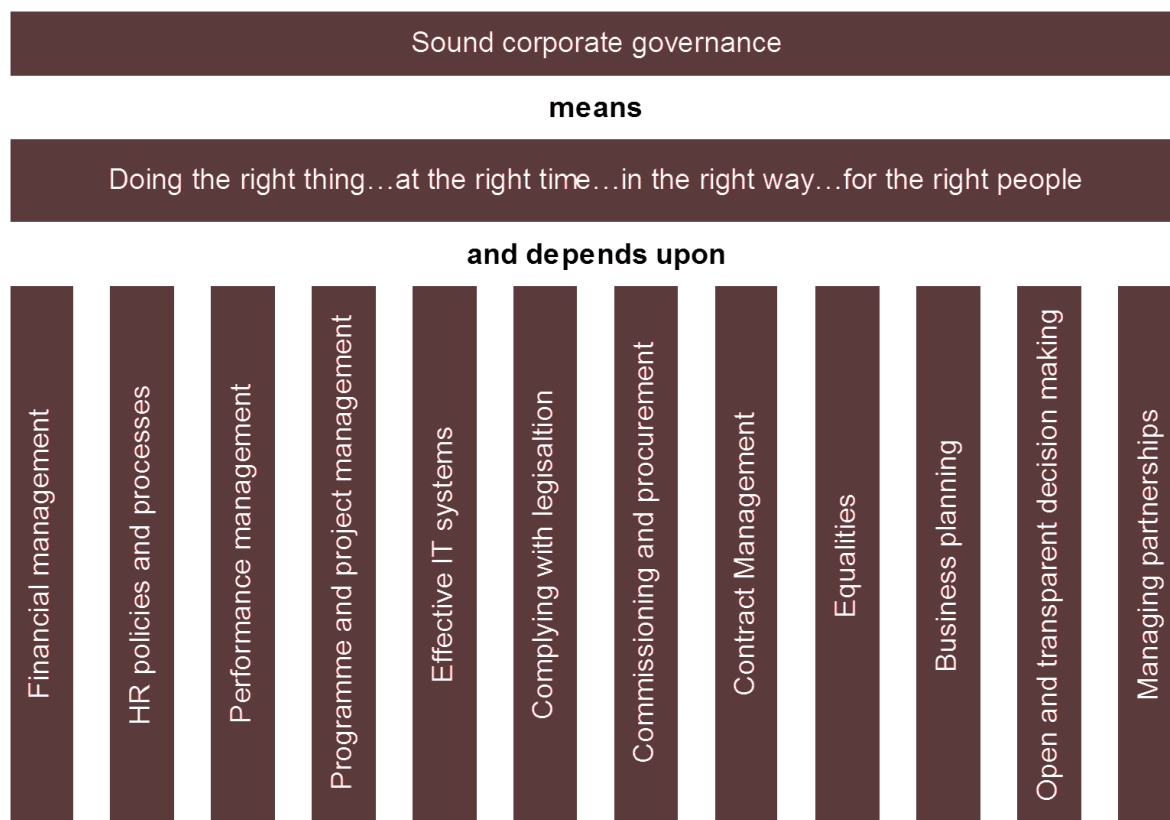 Sound corporate governance
means
Doing the right thing…at the right time…in the right way…for the right people
and depends upon
Financial management
HR policies and processes
Performance management
Programme and project management
Effective IT systems
Complying with legisaltion
Commissioning and procurement
Contract Management
Equalities
Business planning
Open and transparent decision making
Managing partnerships